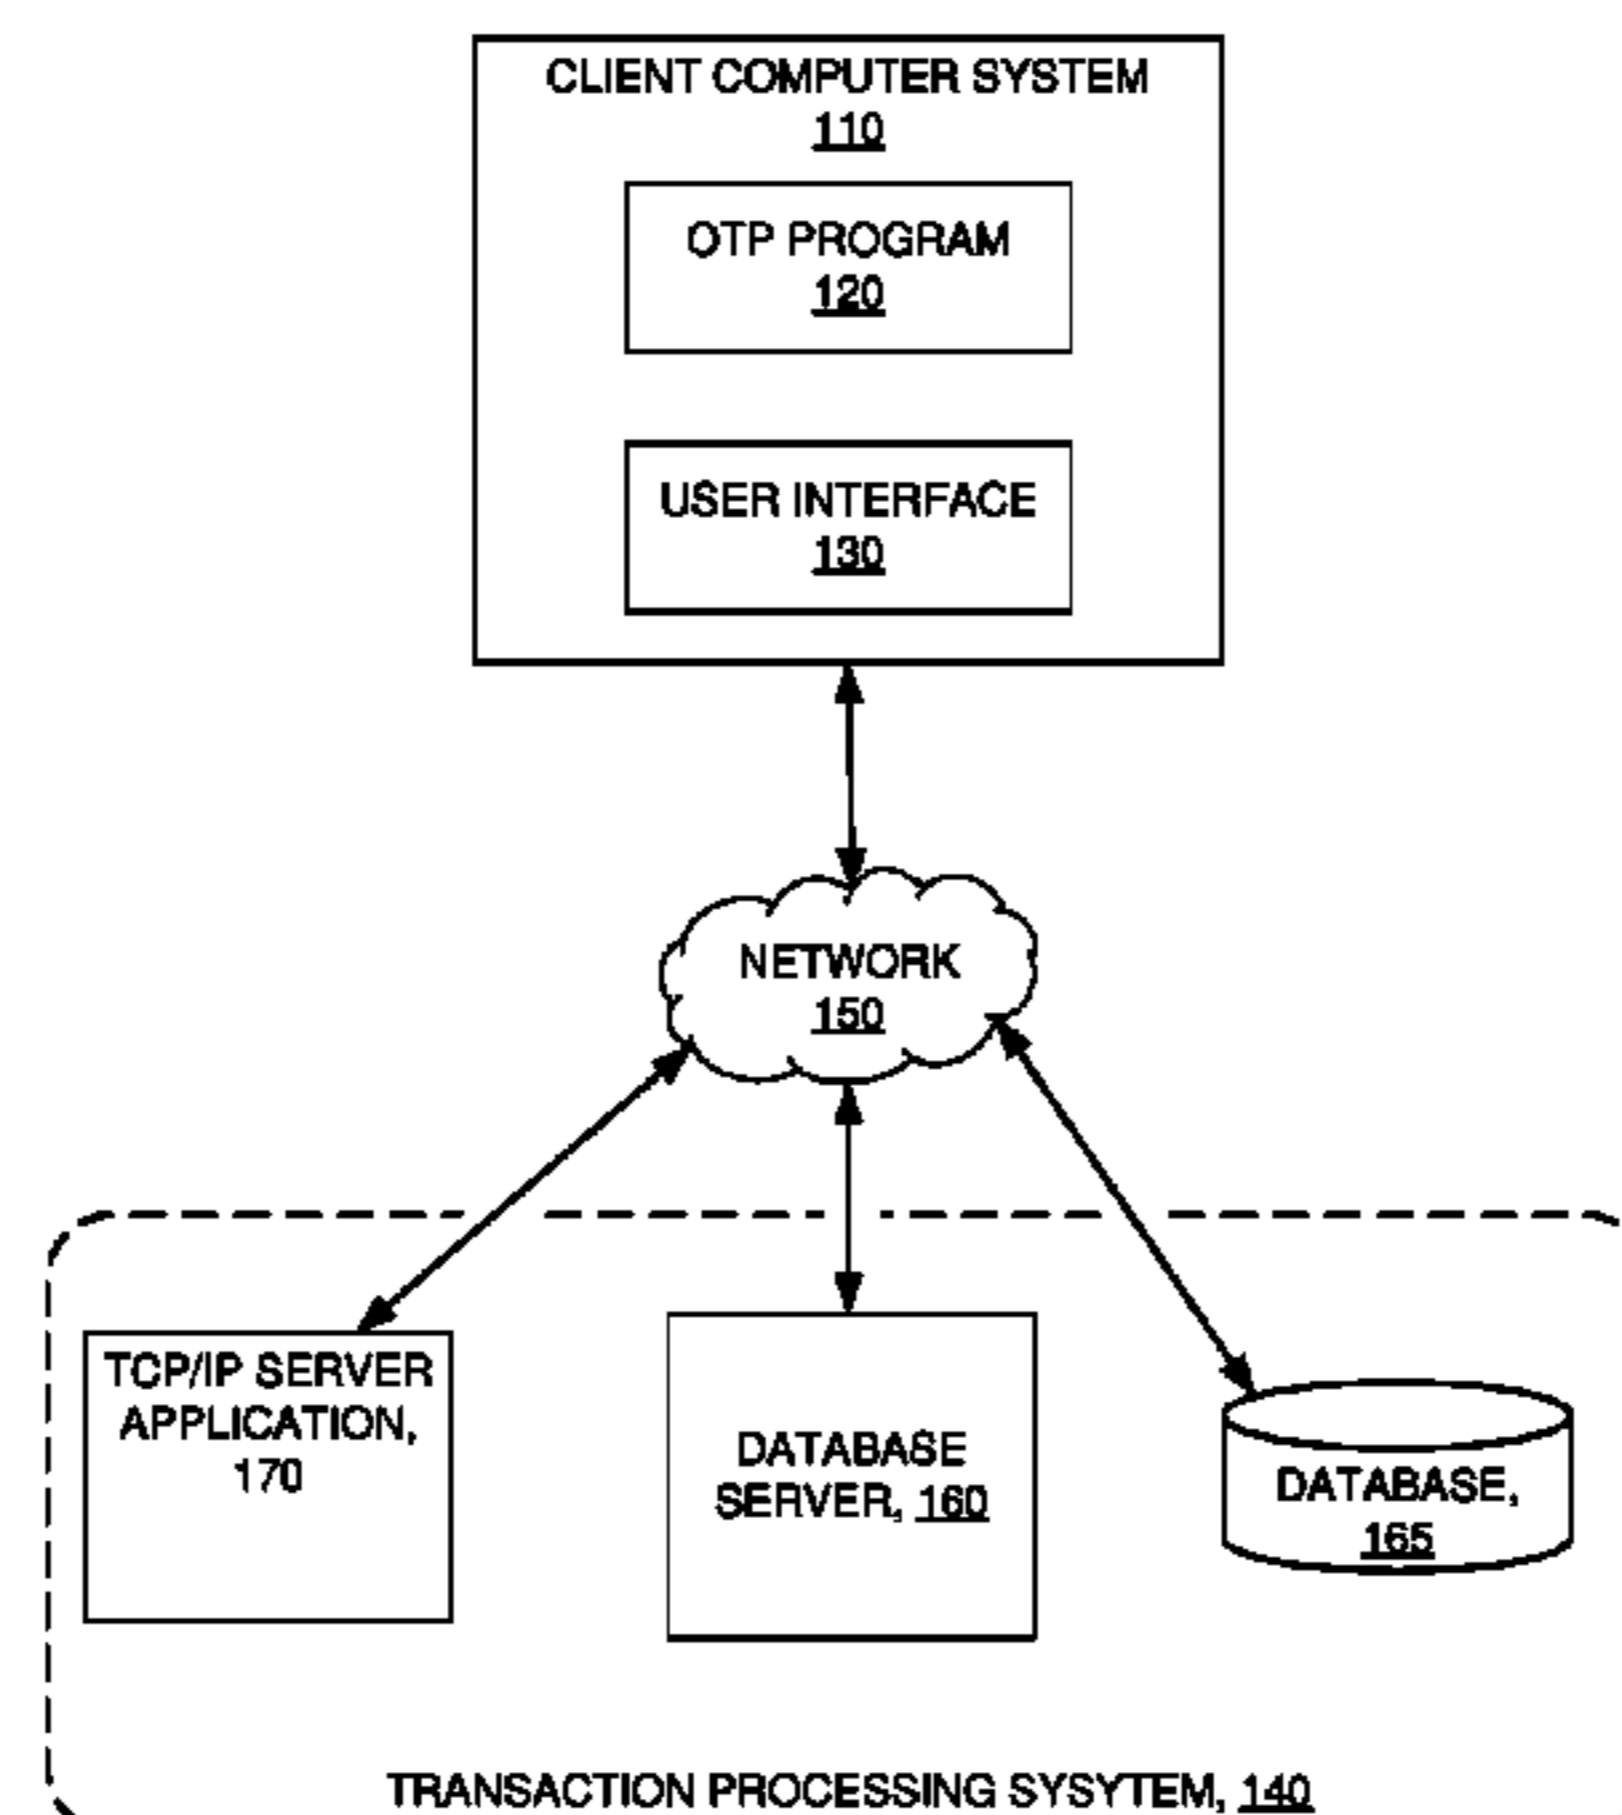 CLIENT COMPUTER SYSTEM
110
OTP PROGRAM
120
USER INTERFACE
130
NETWORK
150
TCP/IP SERVER
APPLICATION,
170
DATABASE
SERVER, 160
DATABASE,
165
TRANSACTION PROCESSING SYSYTEM, 140